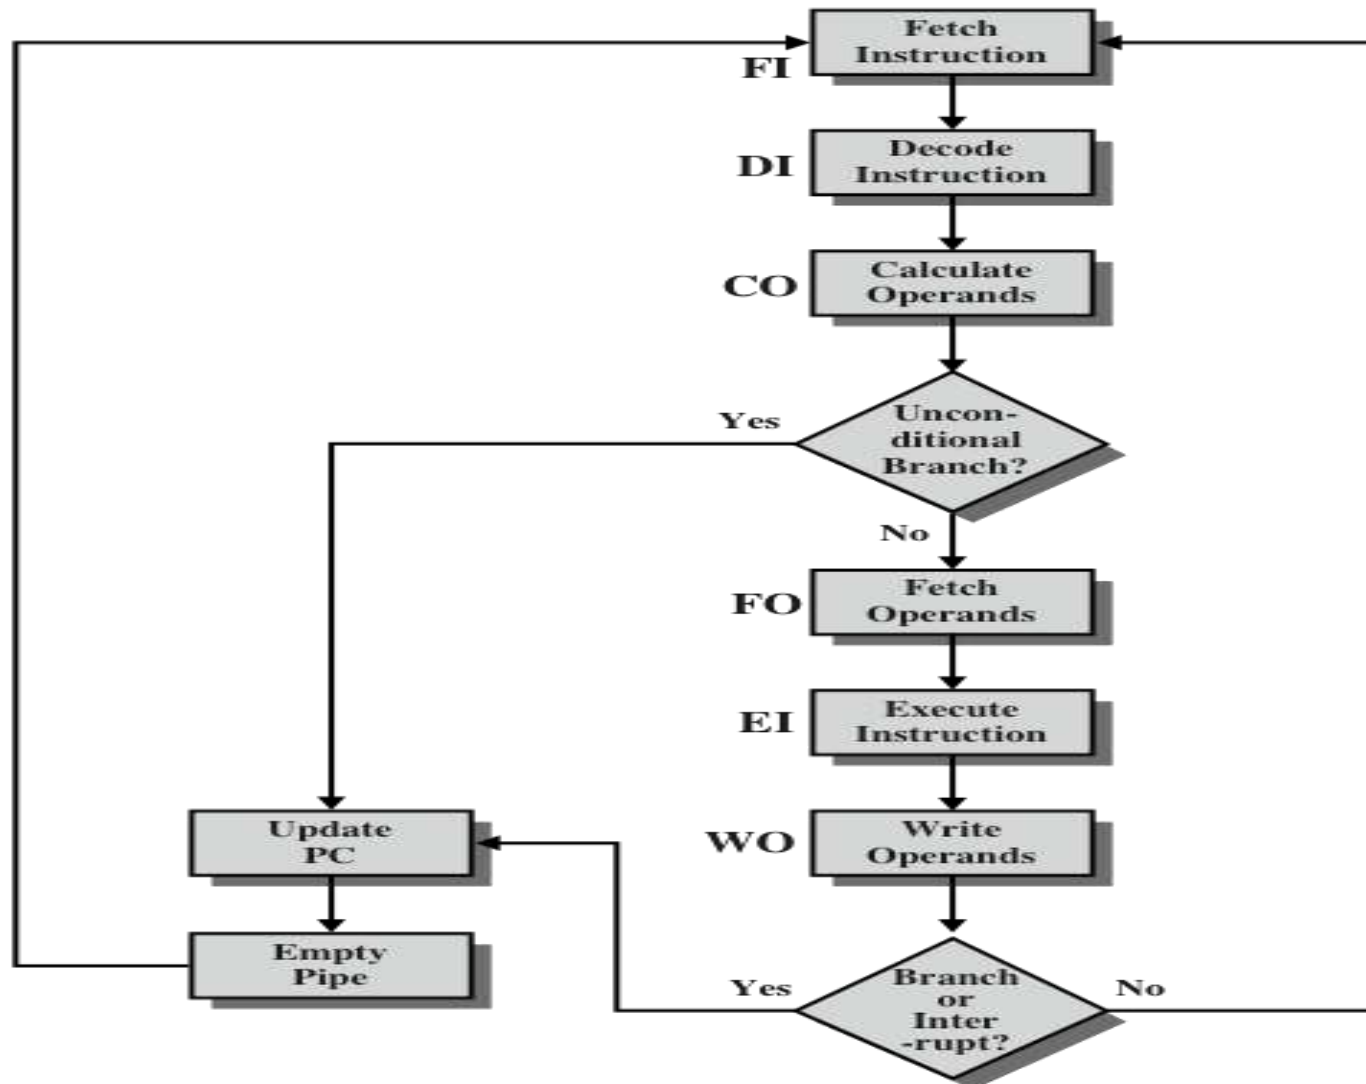 Fetch
Instruction
FI
Decode
Instruction
DI
Calculate
Operands
CO
Uncon-
ditional
Branch?
Yes
No
Fetch
Operands
FO
Execute
Instruction
EI
Update
PC
Write
Operands
WO
Empty
Pipe
Yes
Branch
or
Inter
-rupt?
No